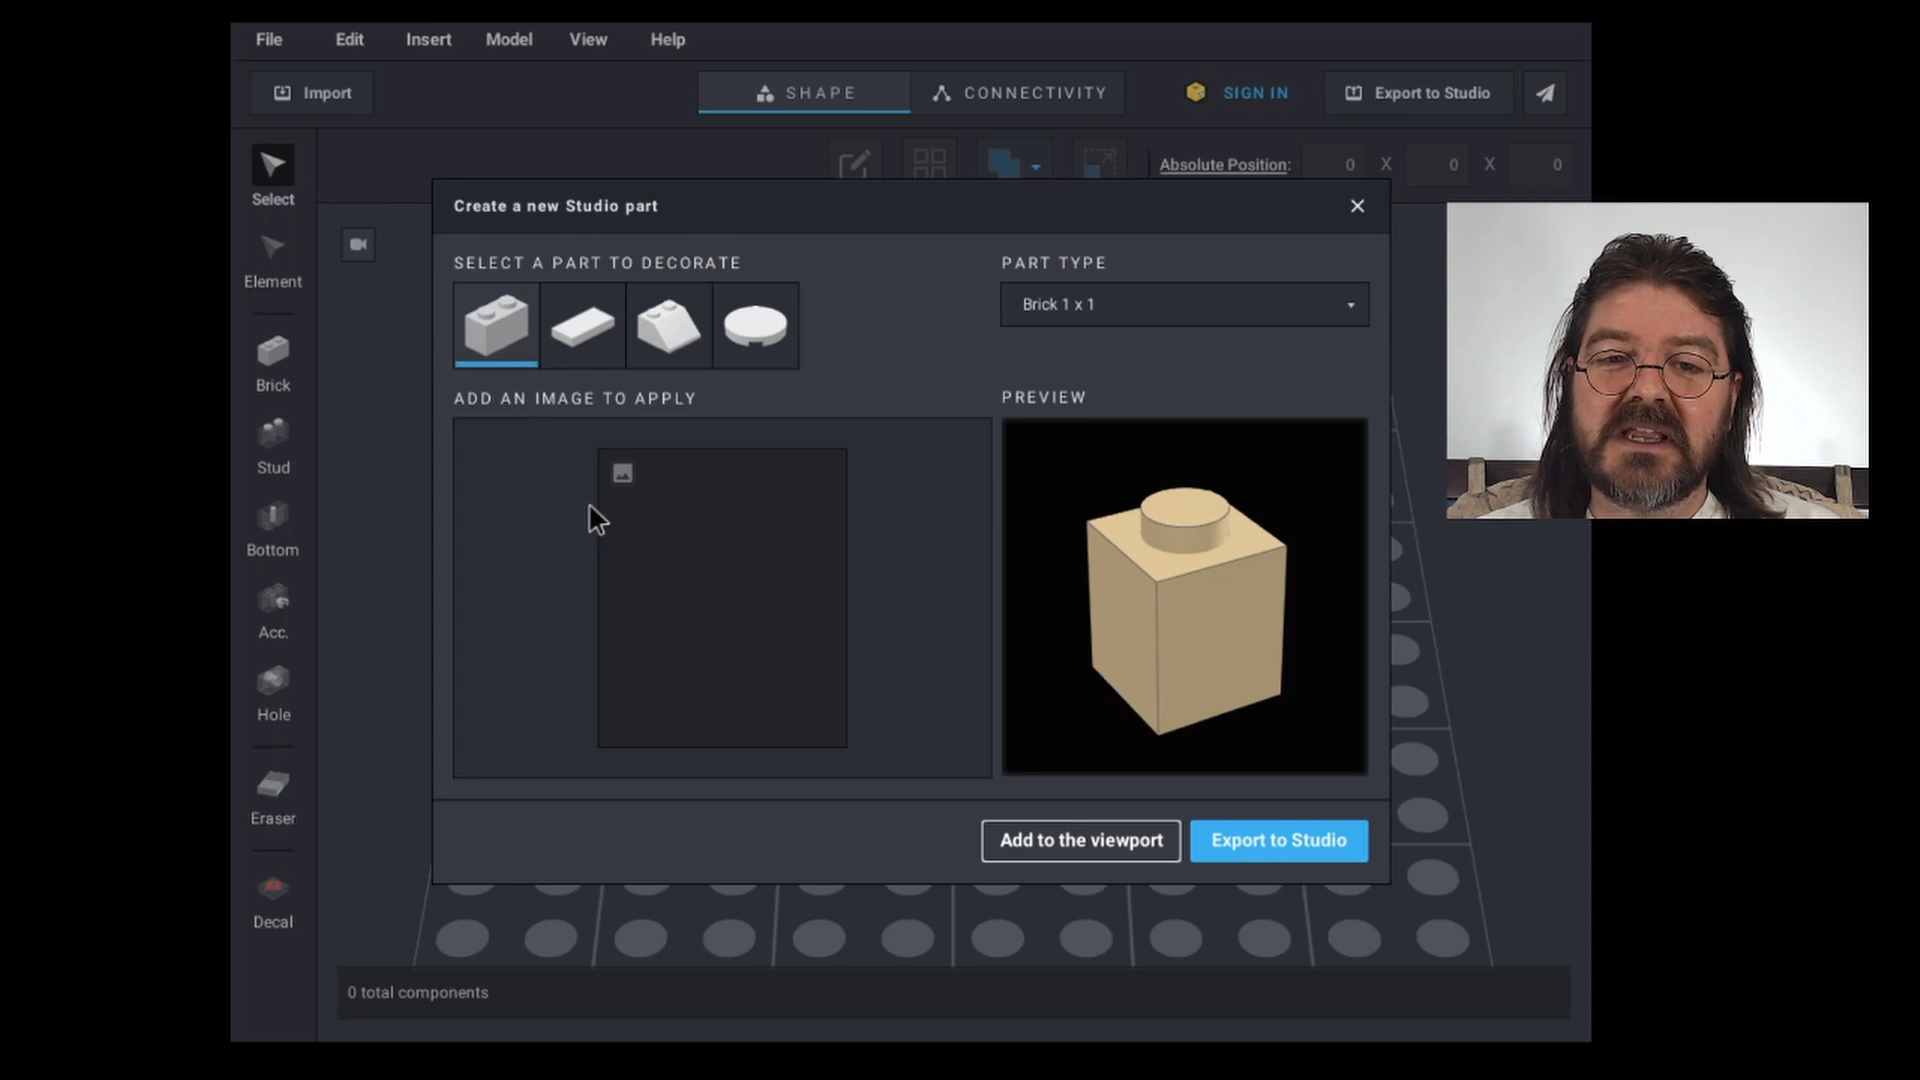 File Edit Insert Model View Help
Import
SHAPE
CONNECTIVITY
SIGN IN
Export to Studio
Absolute Position: 0 X 0 X 0
Select
Element
Brick
Stud
Bottom
Acc.
Hole
Eraser
Decal
Create a new Studio part
SELECT A PART TO DECORATE
PART TYPE
Brick 1 x 1
ADD AN IMAGE TO APPLY
PREVIEW
Add to the viewport
Export to Studio
0 total components